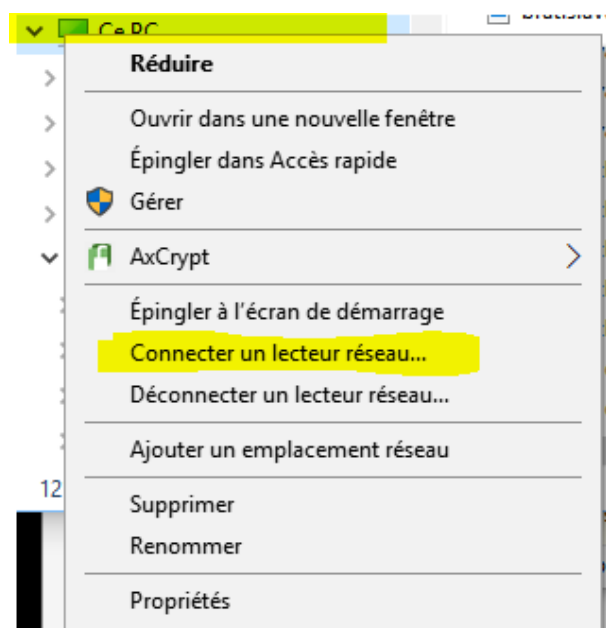 Ce PC
Réduire
Ouvrir dans une nouvelle fenêtre
Épingler dans Accès rapide
Gérer
AxCrypt
Épingler à l'écran de démarrage
Connecter un lecteur réseau...
Déconnecter un lecteur réseau...
Ajouter un emplacement réseau
12
Supprimer
Renommer
Propriétés